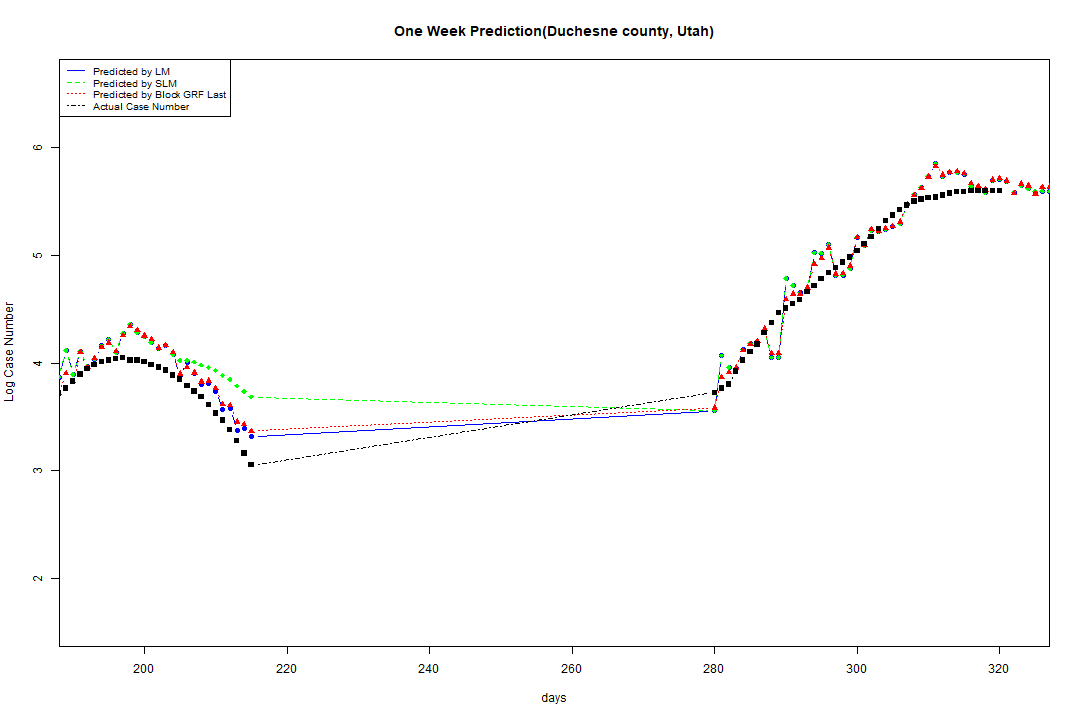 One Week Prediction(Duchesne county, Utah)
Predicted by LM
Predicted by SLM
Predicted by Block GRF Last
Actual Case Number
Log Case Number
6
5
4
3
2
200 220 240 260 280 300 320
days